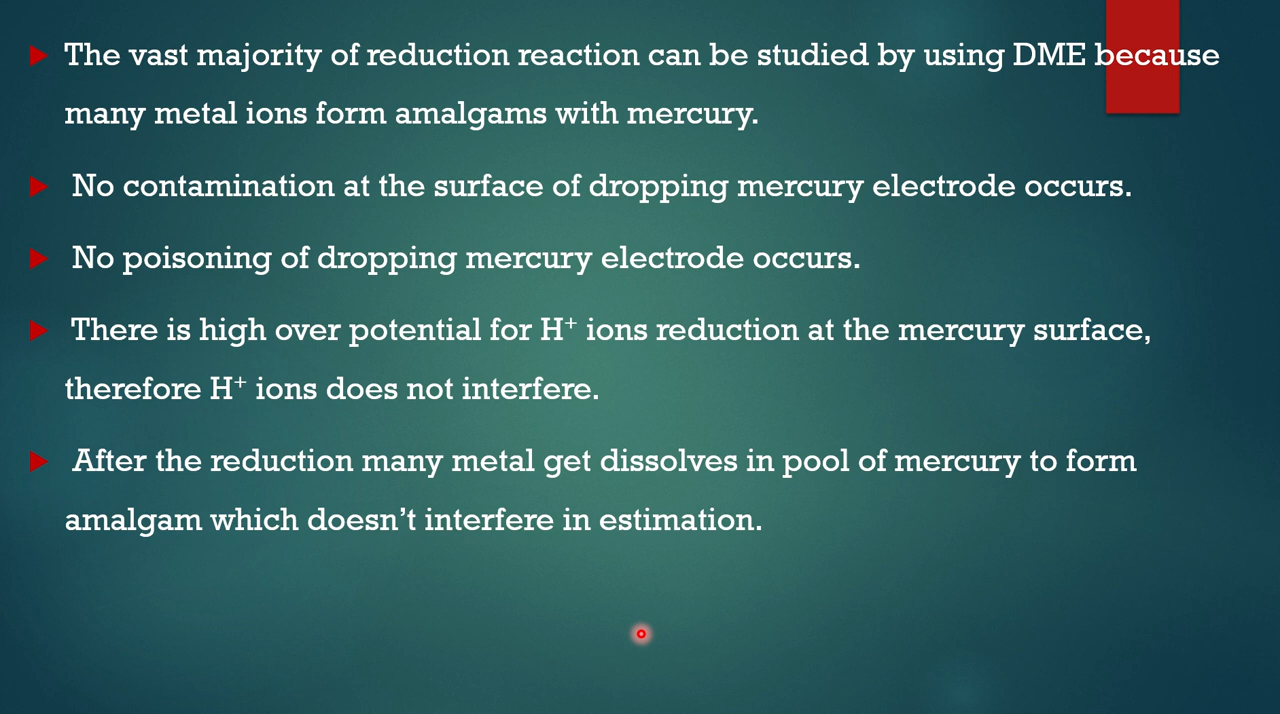 The vast majority of reduction reaction can be studied by using DME because
many metal ions form amalgams with mercury.
No contamination at the surface of dropping mercury electrode occurs.
No poisoning of dropping mercury electrode occurs.
There is high over potential for H⁺ ions reduction at the mercury surface,
therefore H⁺ ions does not interfere.
After the reduction many metal get dissolves in pool of mercury to form
amalgam which doesn’t interfere in estimation.